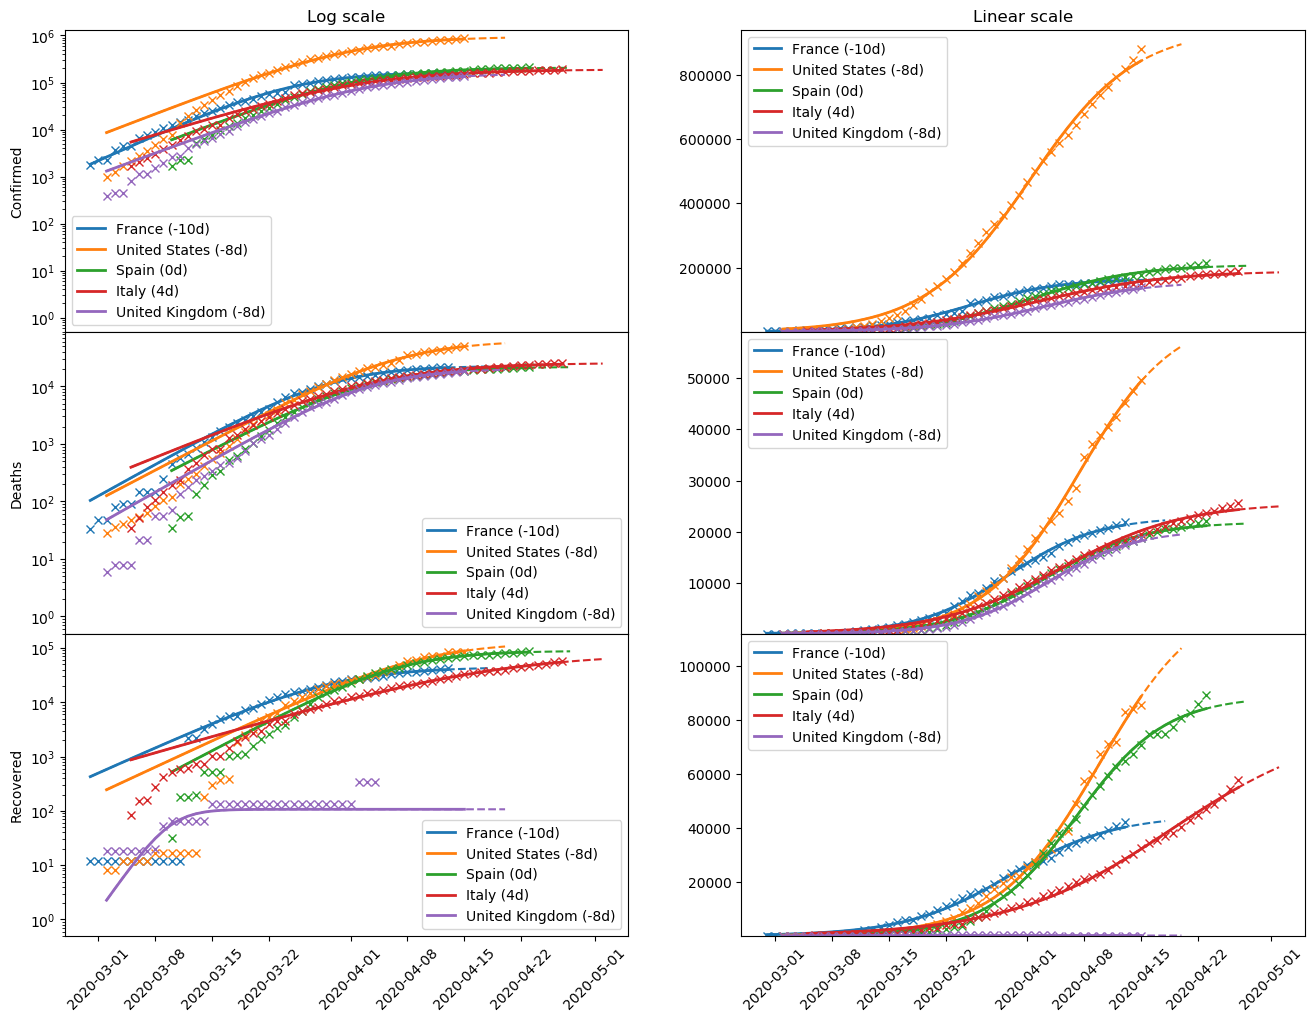 Log scale
Linear scale
Confirmed
10⁶
10⁵
10⁴
10³
10²
10¹
10⁰
France (-10d)
United States (-8d)
Spain (0d)
Italy (4d)
United Kingdom (-8d)
800000
600000
400000
200000
France (-10d)
United States (-8d)
Spain (0d)
Italy (4d)
United Kingdom (-8d)
Deaths
10⁴
10³
10²
10¹
10⁰
France (-10d)
United States (-8d)
Spain (0d)
Italy (4d)
United Kingdom (-8d)
50000
40000
30000
20000
10000
France (-10d)
United States (-8d)
Spain (0d)
Italy (4d)
United Kingdom (-8d)
Recovered
10⁵
10⁴
10³
10²
10¹
10⁰
France (-10d)
United States (-8d)
Spain (0d)
Italy (4d)
United Kingdom (-8d)
100000
80000
60000
40000
20000
France (-10d)
United States (-8d)
Spain (0d)
Italy (4d)
United Kingdom (-8d)
2020-03-01
2020-03-08
2020-03-15
2020-03-22
2020-04-01
2020-04-08
2020-04-15
2020-04-22
2020-05-01
2020-03-01
2020-03-08
2020-03-15
2020-03-22
2020-04-01
2020-04-08
2020-04-15
2020-04-22
2020-05-01